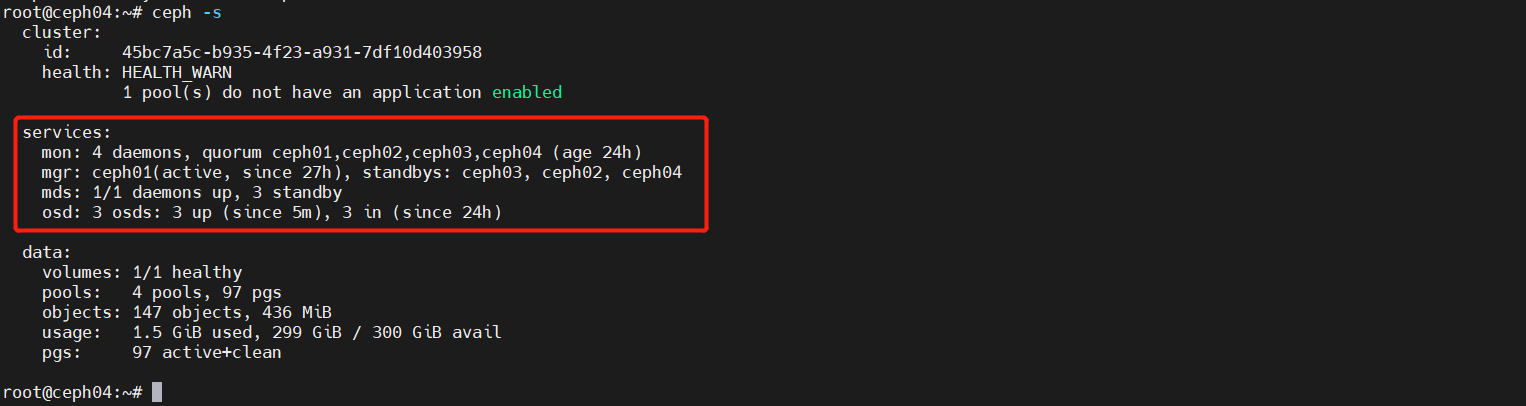 root@ceph04:~# ceph -s
cluster:
id: 45bc7a5c-b935-4f23-a931-7df10d403958
health: HEALTH_WARN
1 pool(s) do not have an application enabled
services:
mon: 4 daemons, quorum ceph01,ceph02,ceph03,ceph04 (age 24h)
mgr: ceph01(active, since 27h), standbys: ceph03, ceph02, ceph04
mds: 1/1 daemons up, 3 standby
osd: 3 osds: 3 up (since 5m), 3 in (since 24h)
data:
volumes: 1/1 healthy
pools: 4 pools, 97 pgs
objects: 147 objects, 436 MiB
usage: 1.5 GiB used, 299 GiB / 300 GiB avail
pgs: 97 active+clean
root@ceph04:~#